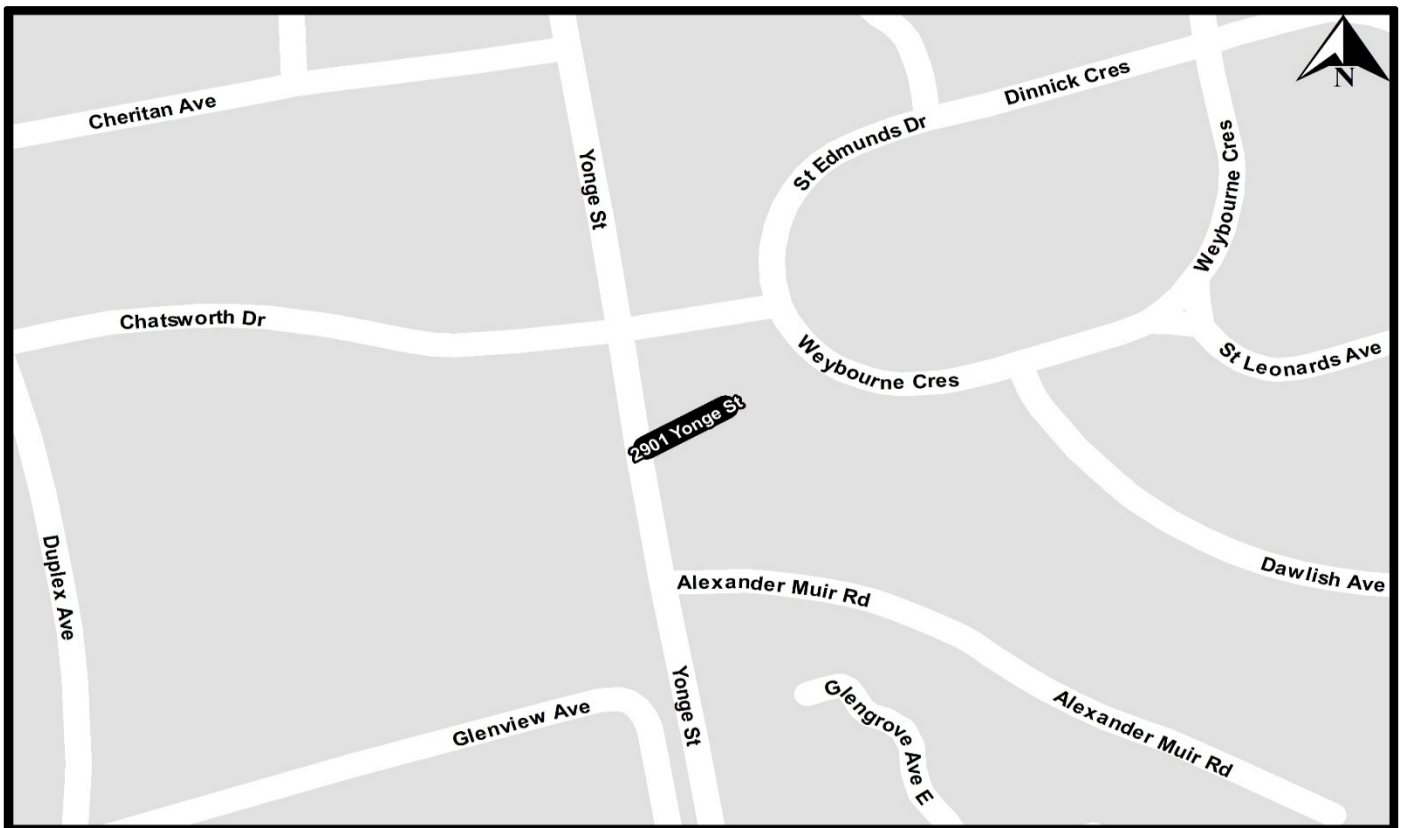 N
Dinnick Cres
Cheritan Ave
St Edmunds Dr
Weybourne Cres
Yonge St
Chatsworth Dr
Weybourne Cres
St Leonards Ave
2901 Yonge St
Duplex Ave
Dawlish Ave
Alexander Muir Rd
Glenview Ave
Yonge St
Glengrove Ave E
Alexander Muir Rd